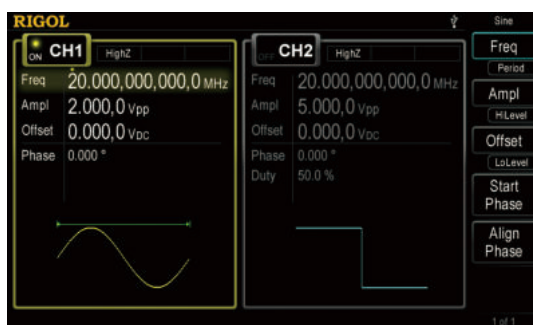 RIGOL
Sine
ON CH1 HighZ
Freq 20.000,000,000,0 MHz
Ampl 2.000,0 Vpp
Offset 0.000,0 VDC
Phase 0.000 °
OFF CH2 HighZ
Freq 20.000,000,000,0 MHz
Ampl 5.000,0 Vpp
Offset 0.000,0 VDC
Phase 0.000 °
Duty 50.0 %
Freq
Period
Ampl
HiLevel
Offset
LoLevel
Start
Phase
Align
Phase
1 of 1